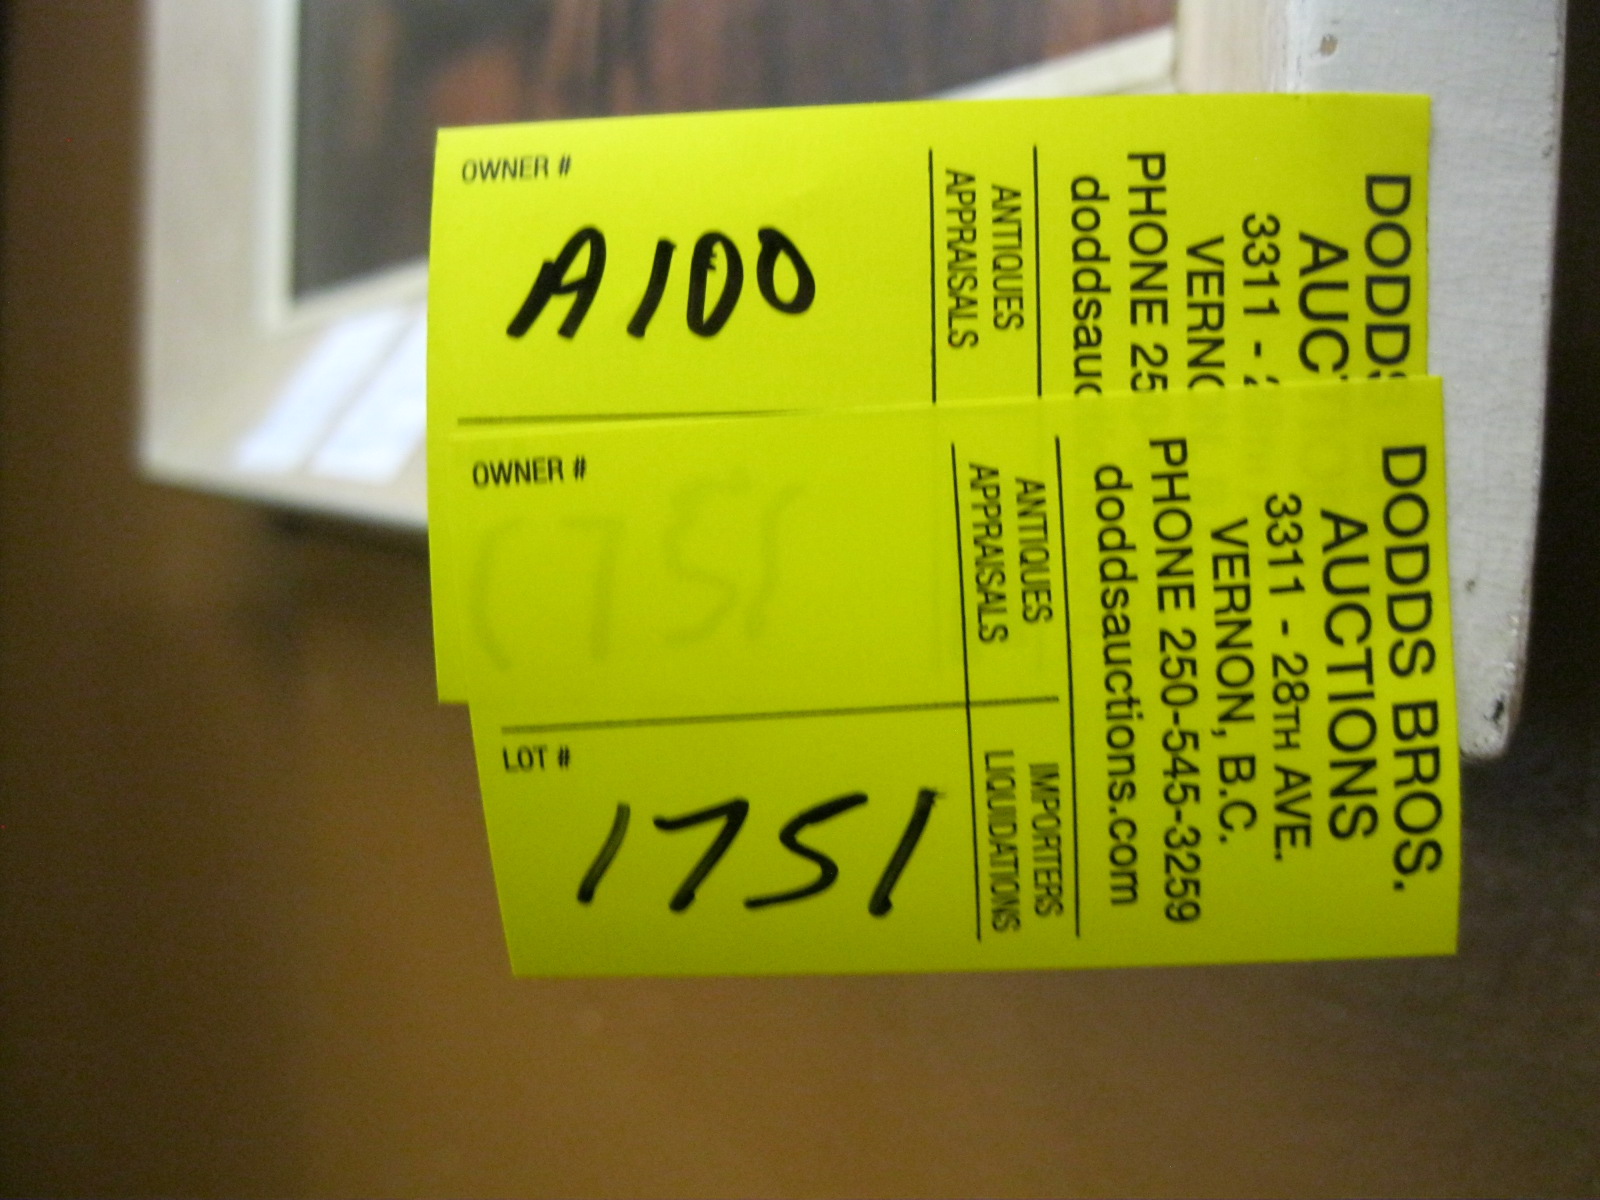 OWNER #
A100
ANTIQUES
APPRAISALS
DODDS
AUC
3311 -
VERNO
PHONE 25
doddsauc
OWNER #
1751
LOT #
1751
ANTIQUES IMPORTERS
APPRAISALS LIQUIDATIONS
DODDS BROS.
AUCTIONS
3311 - 28TH AVE.
VERNON, B.C.
PHONE 250-545-3259
doddsauctions.com